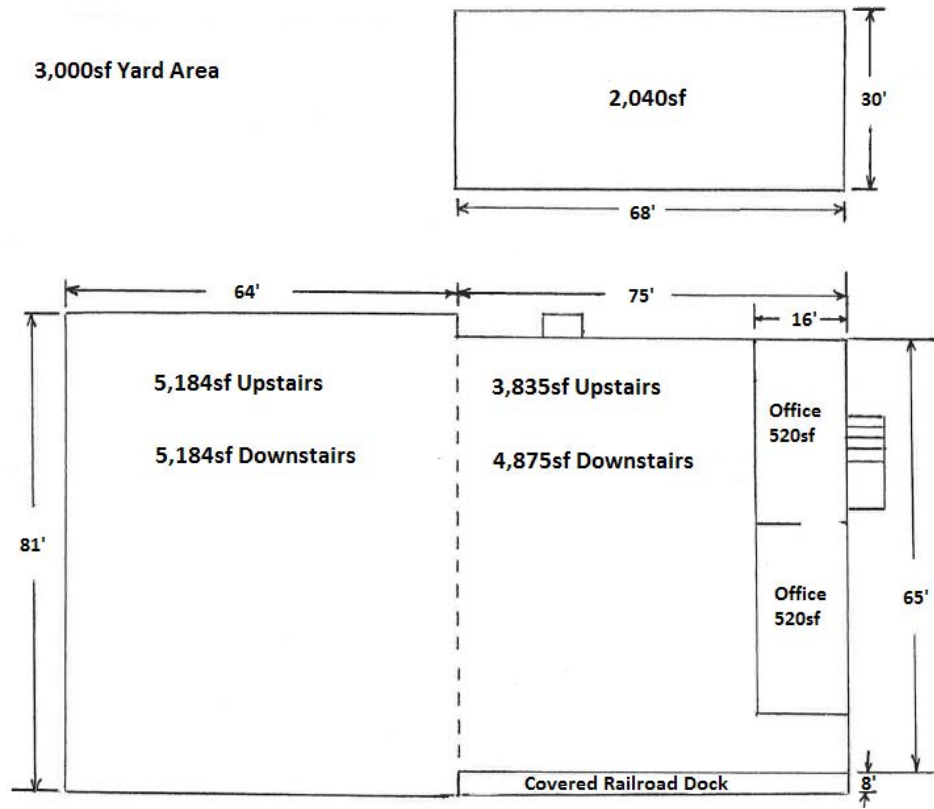 3,000sf Yard Area
2,040sf
30'
68'
64'
75'
16'
5,184sf Upstairs
3,835sf Upstairs
Office
520sf
5,184sf Downstairs
4,875sf Downstairs
81'
Office
520sf
65'
Covered Railroad Dock
8'